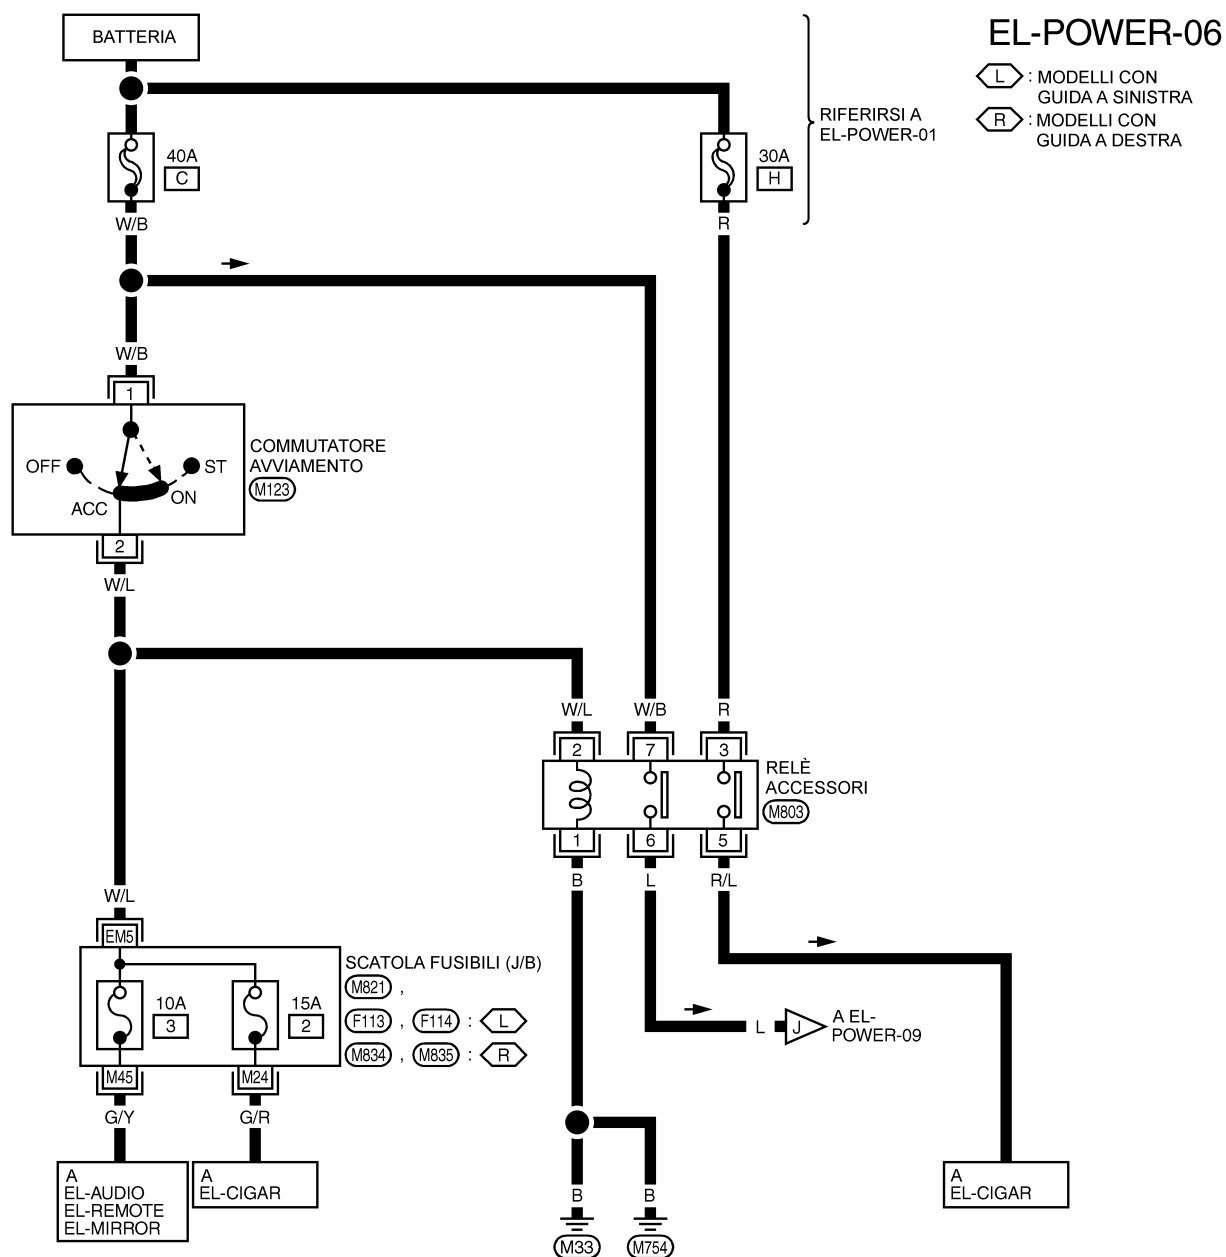 EL-POWER-06
BATTERIA
L : MODELLI CON
GUIDA A SINISTRA
R : MODELLI CON
GUIDA A DESTRA
RIFERIRSI A
EL-POWER-01
40A
C
30A
H
W/B
R
W/B
1
COMMUTATORE
AVVIAMENTO
M123
OFF
ST
ACC
ON
2
W/L
W/L
W/B
R
2
7
3
RELÈ
ACCESSORI
M803
1
6
5
B
L
R/L
W/L
EM5
SCATOLA FUSIBILI (J/B)
M821 ,
F113 , F114 : L
M834 , M835 : R
10A
3
15A
2
L
J
A EL-
POWER-09
M45
M24
G/Y
G/R
A
EL-AUDIO
EL-REMOTE
EL-MIRROR
A
EL-CIGAR
B
B
M33
M754
A
EL-CIGAR